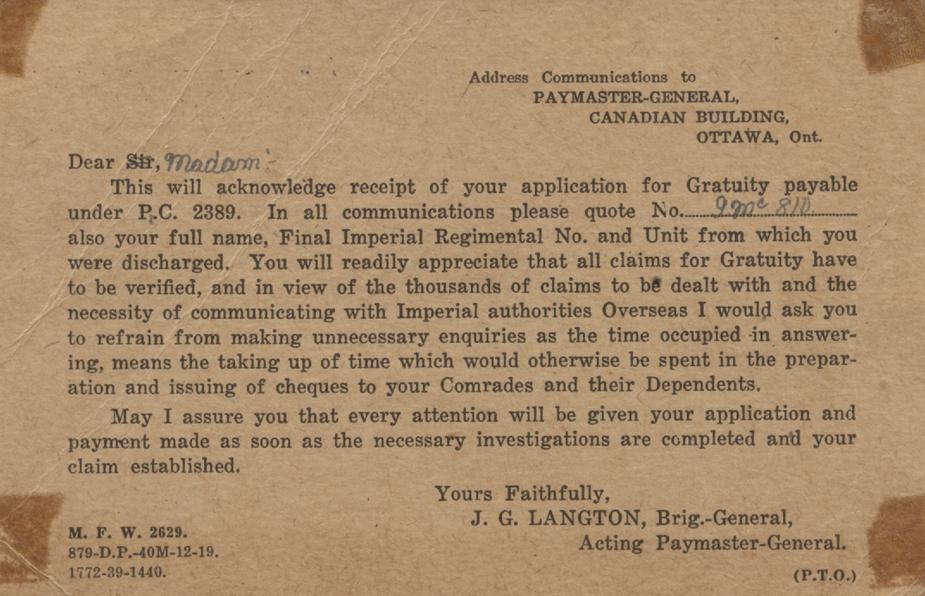 Address Communications to
PAYMASTER-GENERAL,
CANADIAN BUILDING,
OTTAWA, Ont.
Dear Sir, Madam:-
This will acknowledge receipt of your application for Gratuity payable
under P.C. 2389. In all communications please quote No. 9 Mc 810
also your full name, Final Imperial Regimental No. and Unit from which you
were discharged. You will readily appreciate that all claims for Gratuity have
to be verified, and in view of the thousands of claims to be dealt with and the
necessity of communicating with Imperial authorities Overseas I would ask you
to refrain from making unnecessary enquiries as the time occupied in answer-
ing, means the taking up of time which would otherwise be spent in the prepar-
ation and issuing of cheques to your Comrades and their Dependents.
May I assure you that every attention will be given your application and
payment made as soon as the necessary investigations are completed and your
claim established.
Yours Faithfully,
J. G. LANGTON, Brig.-General,
Acting Paymaster-General.
M. F. W. 2629.
879-D.P.-40M-12-19.
1772-39-1440.
(P.T.O.)